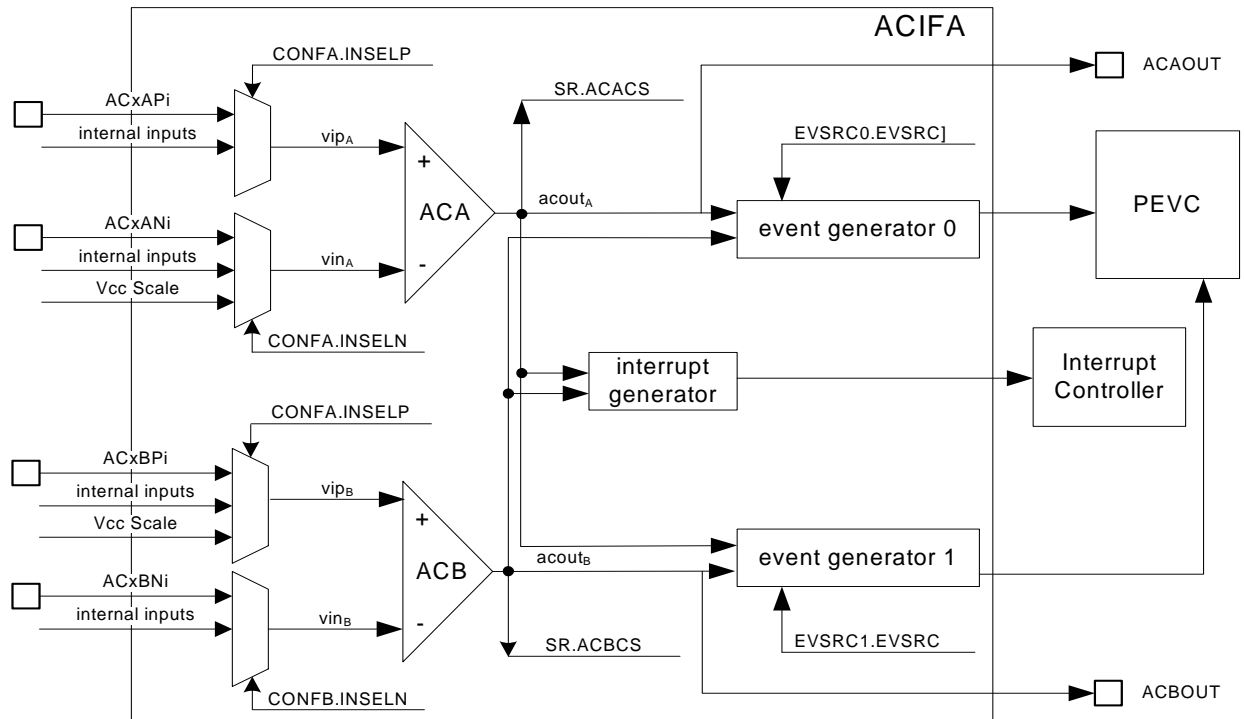 ACIFA
CONFA.INSELP
ACxAPi
internal inputs
vipA
ACxANi
internal inputs
Vcc Scale
vinA
CONFA.INSELN
+
ACA
-
SR.ACACS
acoutA
EVSRC0.EVSRC]
event generator 0
ACAOUT
PEVC
interrupt
generator
Interrupt
Controller
CONFA.INSELP
ACxBPi
internal inputs
Vcc Scale
vipB
ACxBNi
internal inputs
vinB
CONFB.INSELN
+
ACB
-
acoutB
SR.ACBCS
event generator 1
EVSRC1.EVSRC
ACBOUT